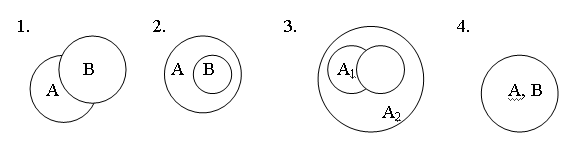 1. 2. 3. 4.
A B A B A₁ A₂ A, B